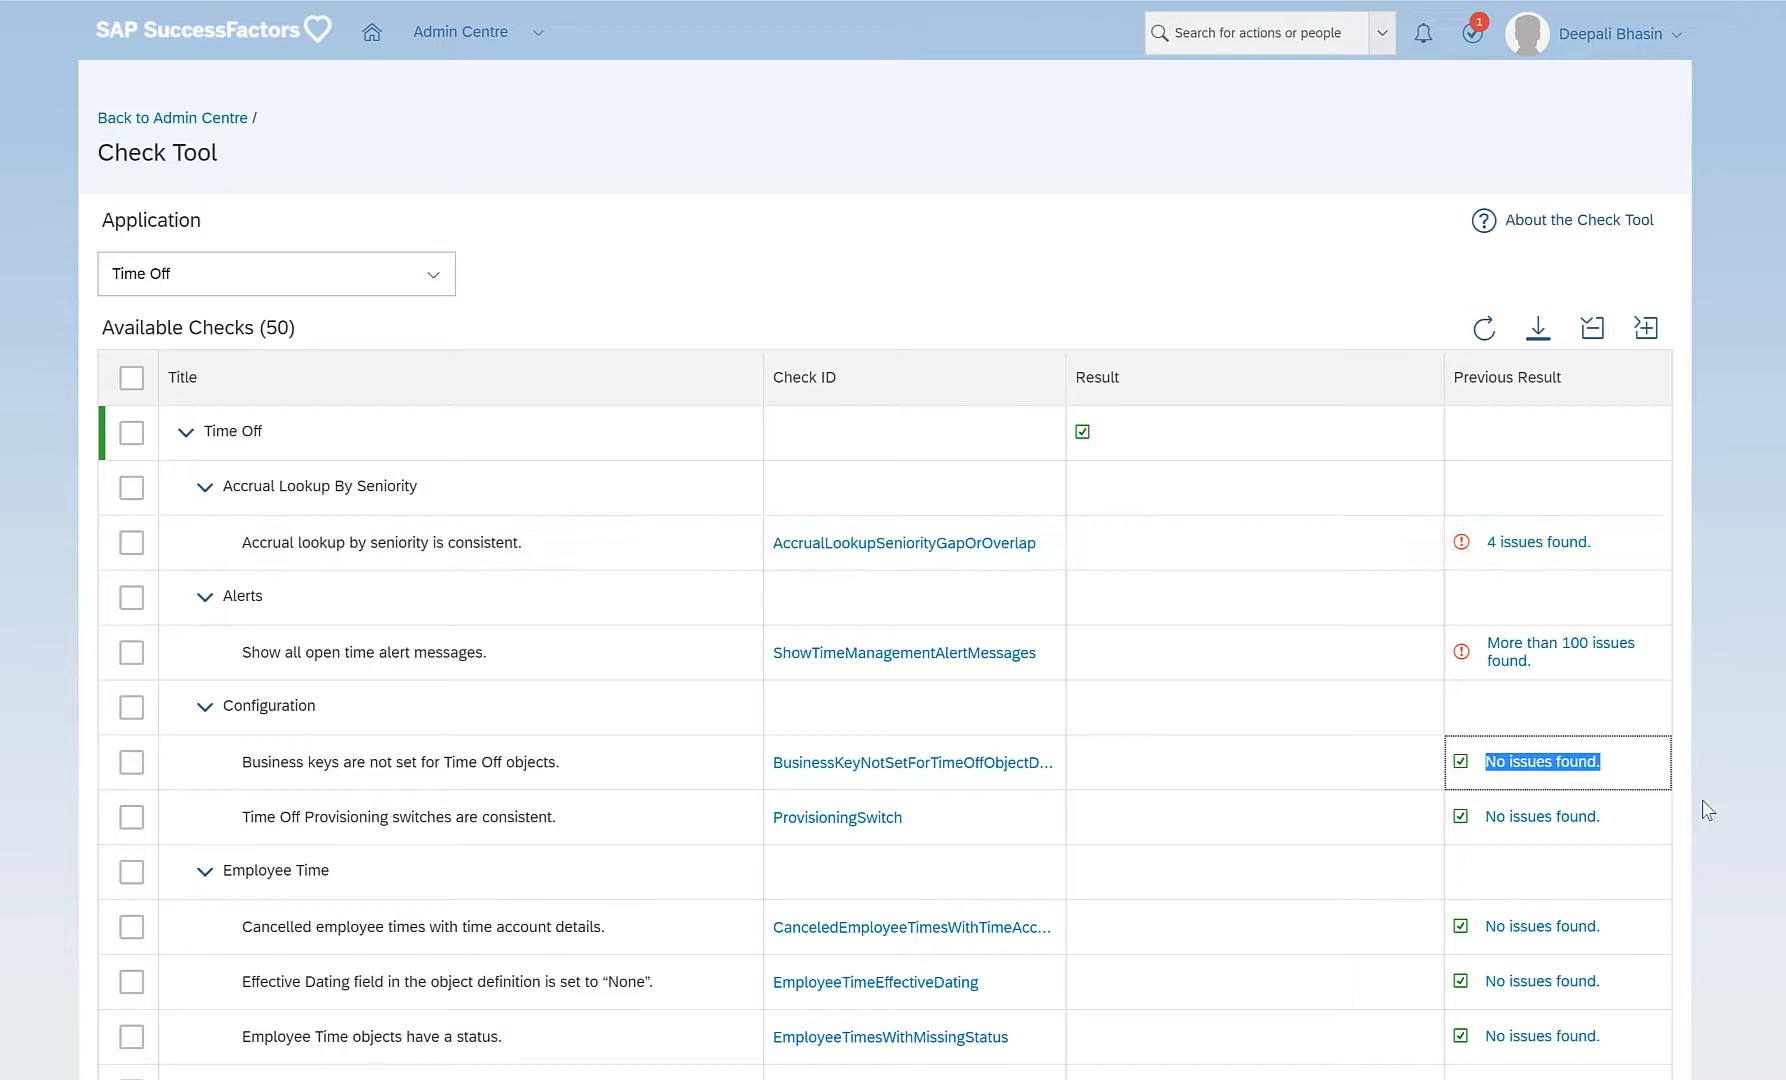 SAP SuccessFactors
Admin Centre
Search for actions or people
1
Deepali Bhasin
Back to Admin Centre /
Check Tool
Application
About the Check Tool
Time Off
Available Checks (50)
Title
Check ID
Result
Previous Result
Time Off
Accrual Lookup By Seniority
Accrual lookup by seniority is consistent.
AccrualLookupSeniorityGapOrOverlap
4 issues found.
Alerts
Show all open time alert messages.
ShowTimeManagementAlertMessages
More than 100 issues
found.
Configuration
Business keys are not set for Time Off objects.
BusinessKeyNotSetForTimeOffObjectD...
No issues found.
Time Off Provisioning switches are consistent.
ProvisioningSwitch
No issues found.
Employee Time
Cancelled employee times with time account details.
CanceledEmployeeTimesWithTimeAcc...
No issues found.
Effective Dating field in the object definition is set to “None”.
EmployeeTimeEffectiveDating
No issues found.
Employee Time objects have a status.
EmployeeTimesWithMissingStatus
No issues found.